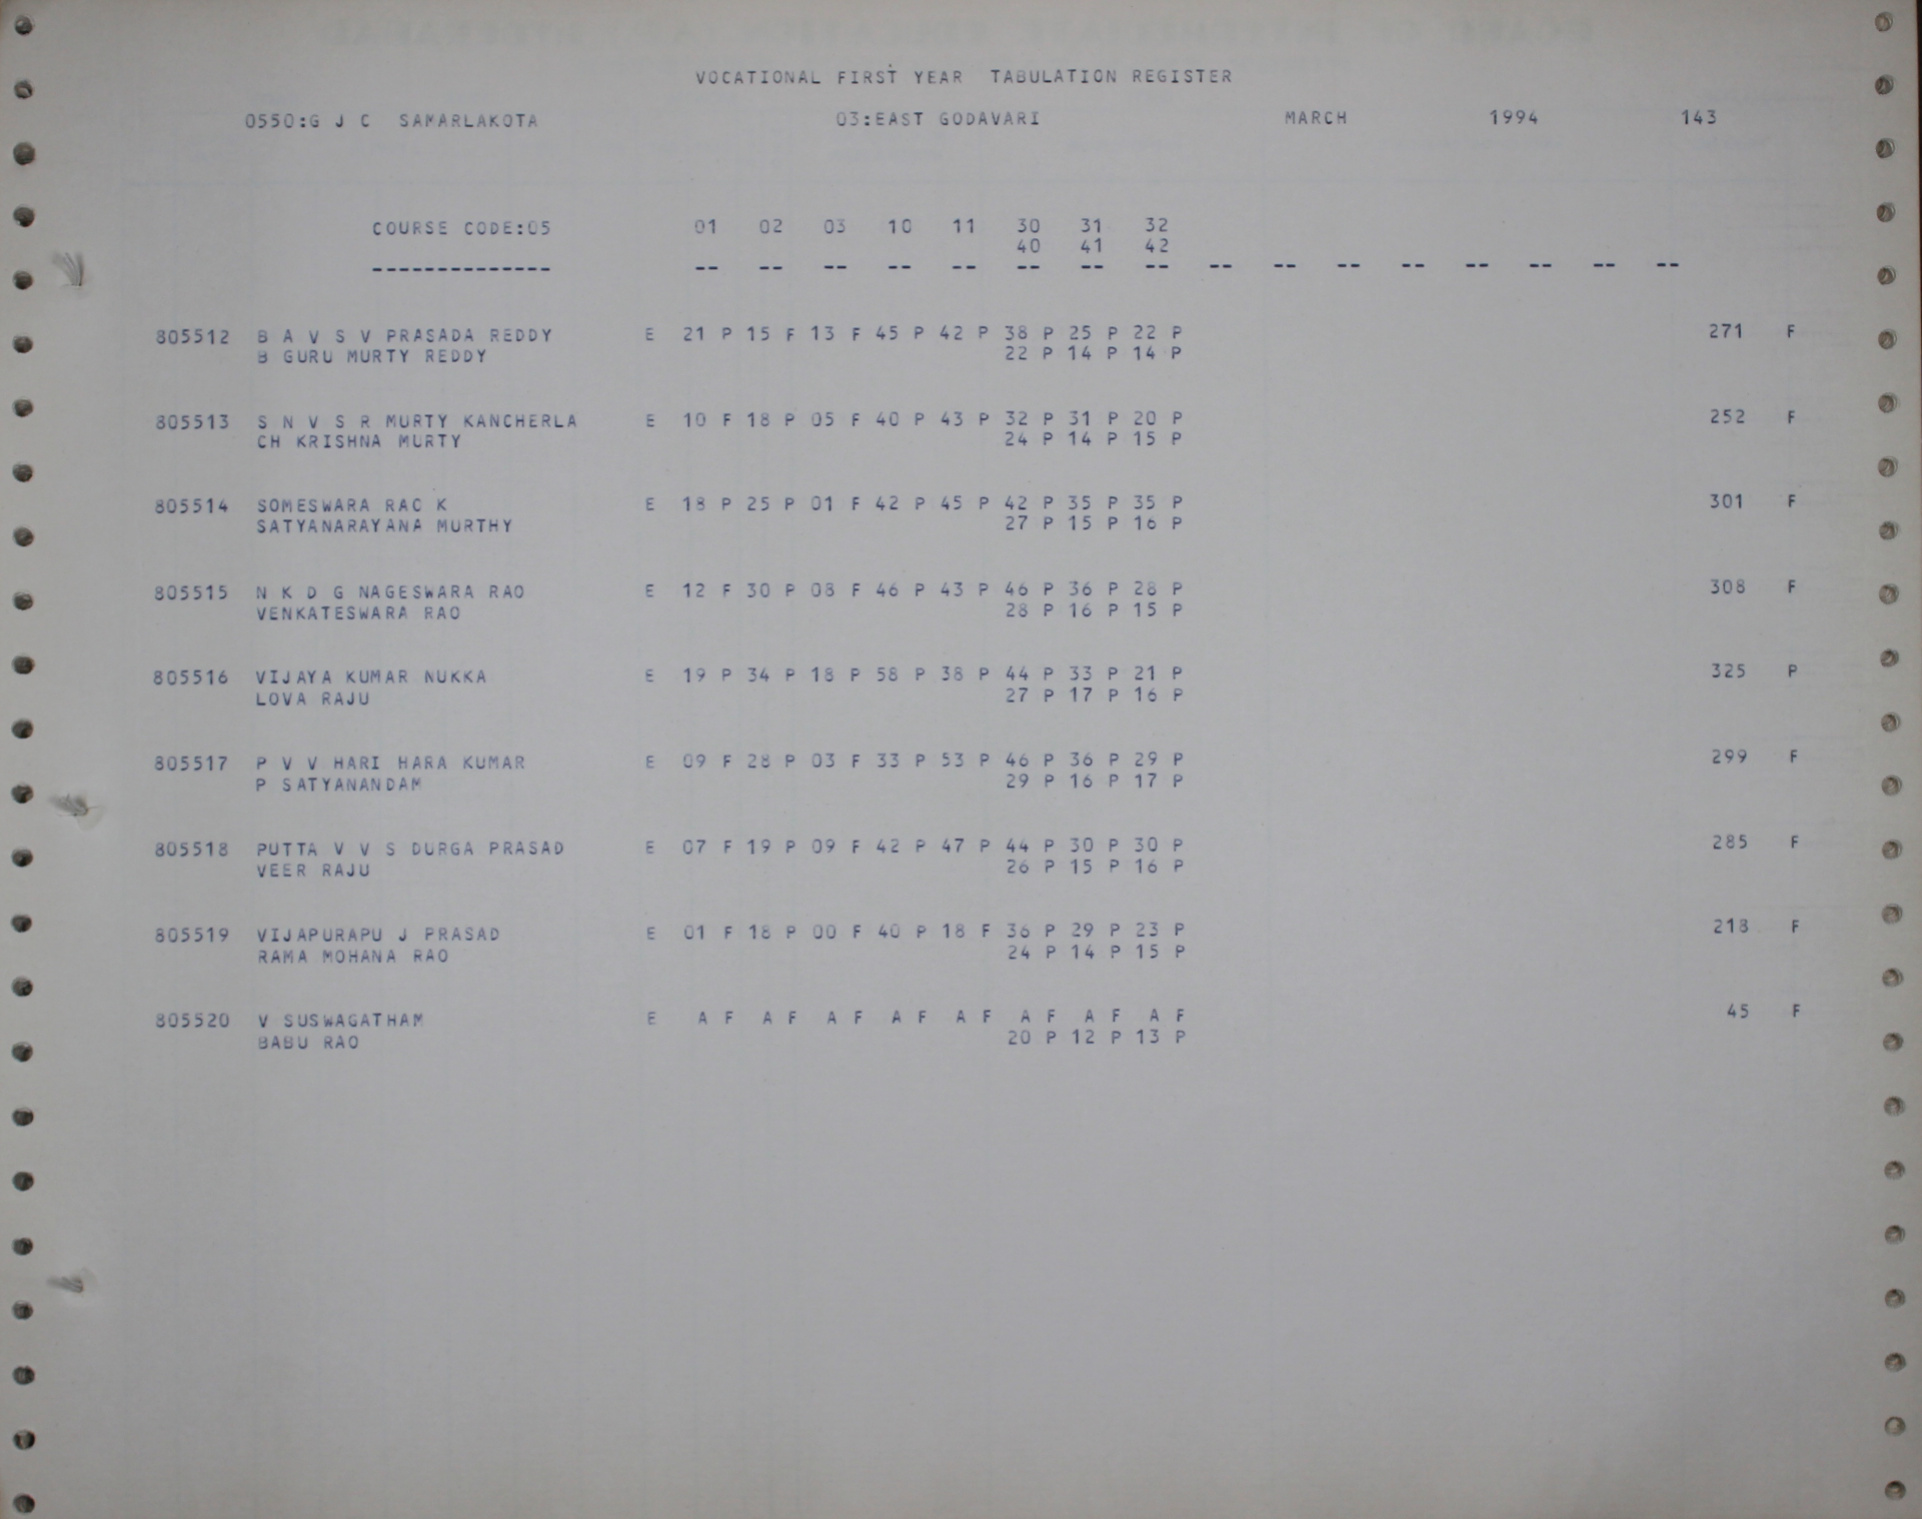 VOCATIONAL FIRST YEAR TABULATION REGISTER
0550:G J C SAMARLAKOTA 03:EAST GODAVARI MARCH 1994 143
COURSE CODE:05 01 02 03 10 11 30 31 32
40 41 42
-------------- -- -- -- -- -- -- -- -- -- -- -- -- -- -- -- --
805512 B A V S V PRASADA REDDY E 21 P 15 F 13 F 45 P 42 P 38 P 25 P 22 P 271 F
B GURU MURTY REDDY 22 P 14 P 14 P
805513 S N V S R MURTY KANCHERLA E 10 F 18 P 05 F 40 P 43 P 32 P 31 P 20 P 252 F
CH KRISHNA MURTY 24 P 14 P 15 P
805514 SOMESWARA RAO K E 18 P 25 P 01 F 42 P 45 P 42 P 35 P 35 P 301 F
SATYANARAYANA MURTHY 27 P 15 P 16 P
805515 N K D G NAGESWARA RAO E 12 F 30 P 08 F 46 P 43 P 46 P 36 P 28 P 308 F
VENKATESWARA RAO 28 P 16 P 15 P
805516 VIJAYA KUMAR NUKKA E 19 P 34 P 18 P 58 P 38 P 44 P 33 P 21 P 325 P
LOVA RAJU 27 P 17 P 16 P
805517 P V V HARI HARA KUMAR E 09 F 28 P 03 F 33 P 53 P 46 P 36 P 29 P 299 F
P SATYANANDAM 29 P 16 P 17 P
805518 PUTTA V V S DURGA PRASAD E 07 F 19 P 09 F 42 P 47 P 44 P 30 P 30 P 285 F
VEER RAJU 26 P 15 P 16 P
805519 VIJAPURAPU J PRASAD E 01 F 18 P 00 F 40 P 18 F 36 P 29 P 23 P 218 F
RAMA MOHANA RAO 24 P 14 P 15 P
805520 V SUSWAGATHAM E A F A F A F A F A F A F A F A F 45 F
BABU RAO 20 P 12 P 13 P